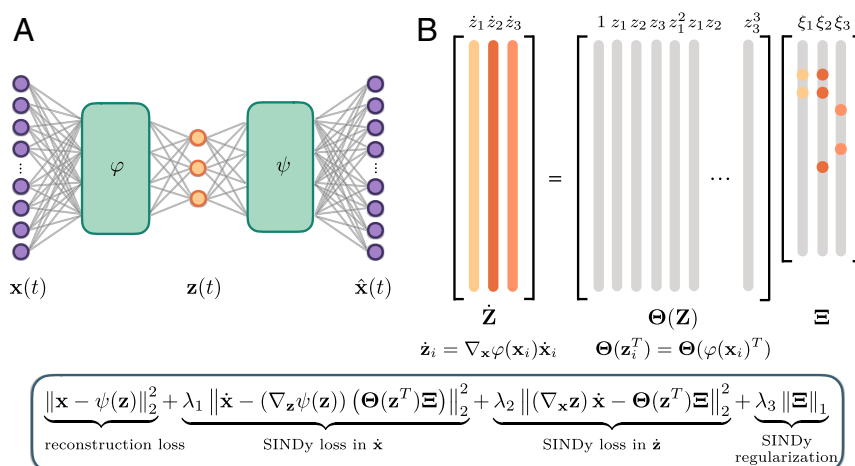 A
φ
ψ
x(t)
z(t)
x̂(t)
B
ż₁ ż₂ ż₃
1 z₁ z₂ z₃ z₁² z₁z₂ z₃³
ξ₁ ξ₂ ξ₃
= ⋯
Ż
Θ(Z)
Ξ
żᵢ = ∇ₓφ(xᵢ)ẋᵢ
Θ(zᵢᵀ) = Θ(φ(xᵢ)ᵀ)
‖x − ψ(z)‖₂² + λ₁ ‖ẋ − (∇_z ψ(z)) (Θ(zᵀ)Ξ)‖₂² + λ₂ ‖(∇ₓz) ẋ − Θ(zᵀ)Ξ‖₂² + λ₃ ‖Ξ‖₁
reconstruction loss
SINDy loss in ẋ
SINDy loss in ż
SINDy
regularization